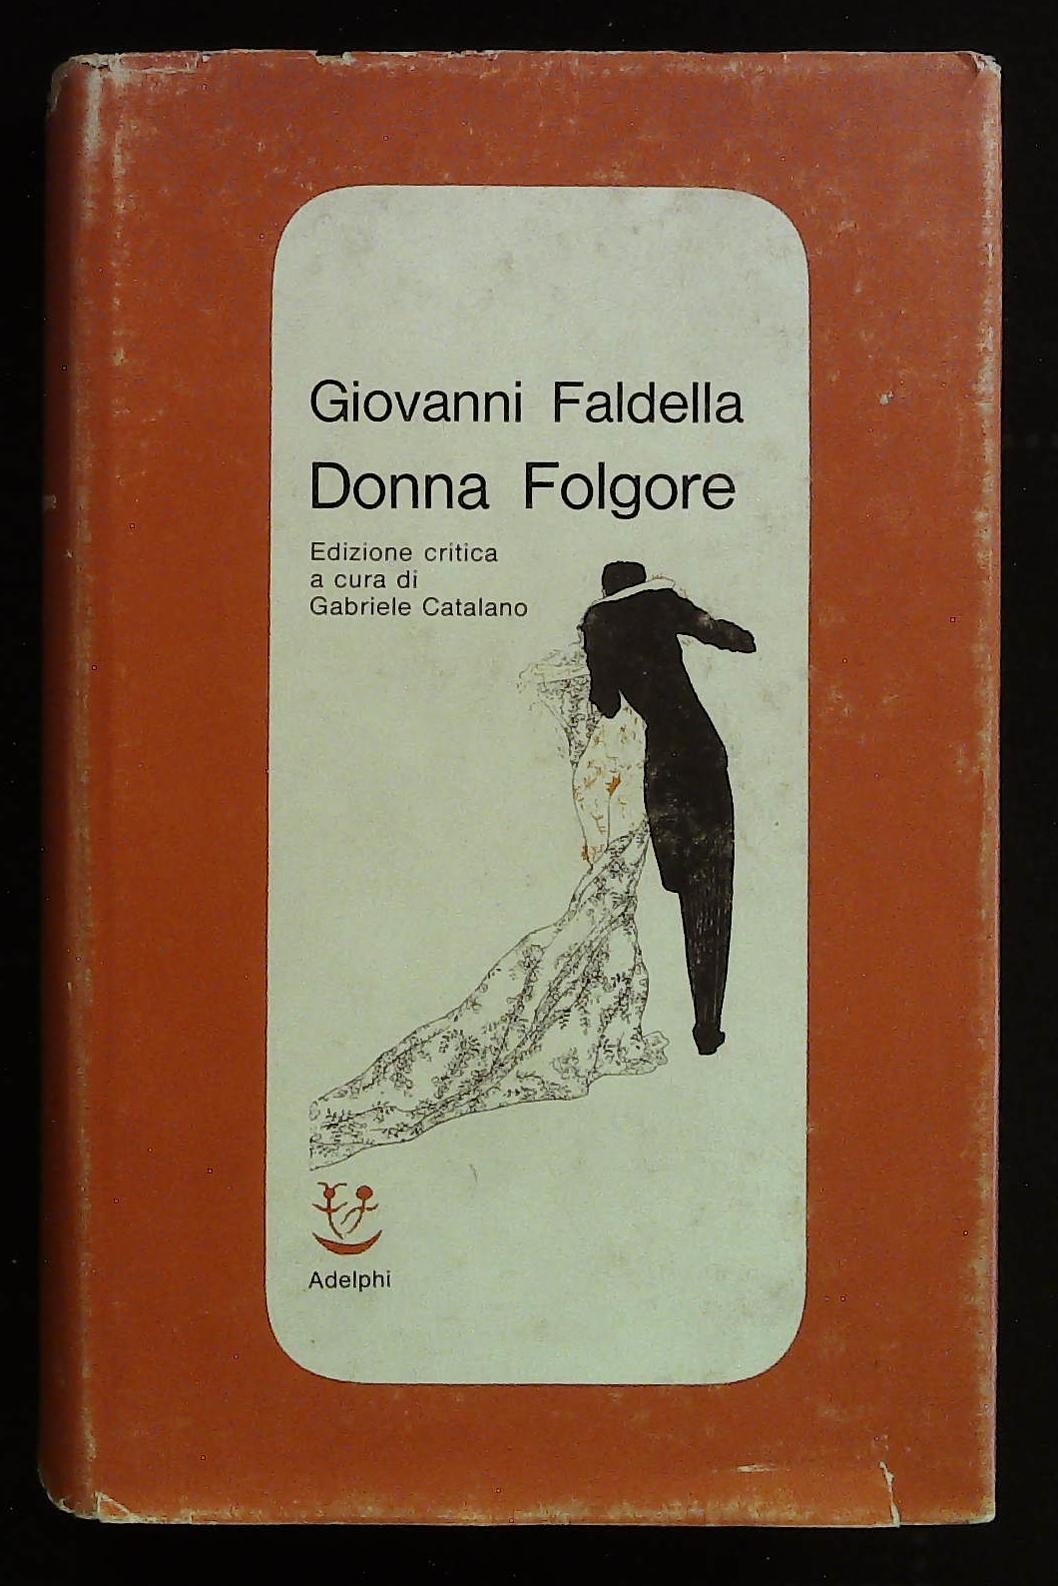 Giovanni Faldella
Donna Folgore
Edizione critica
a cura di
Gabriele Catalano
Adelphi